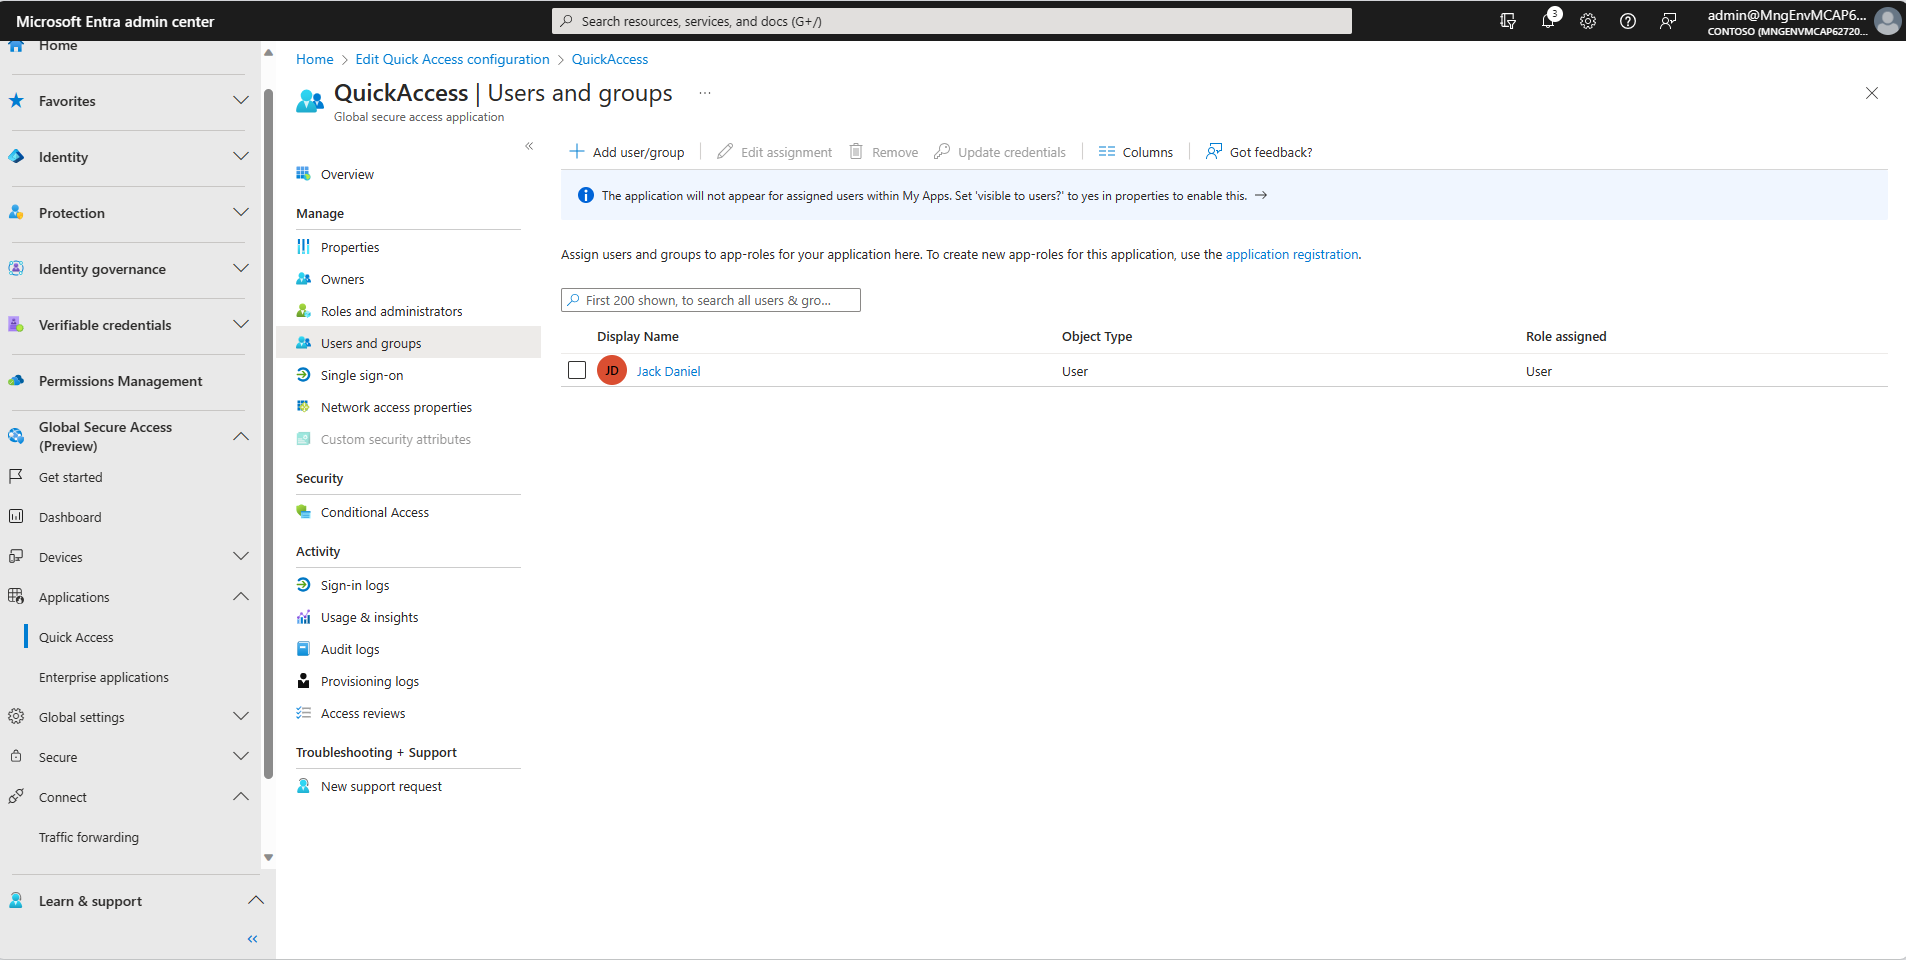 Microsoft Entra admin center
Search resources, services, and docs (G+/)
3
admin@MngEnvMCAP6...
CONTOSO (MNGENVMCAP62720...
Home
Favorites
Identity
Protection
Identity governance
Verifiable credentials
Permissions Management
Global Secure Access
(Preview)
Get started
Dashboard
Devices
Applications
Quick Access
Enterprise applications
Global settings
Secure
Connect
Traffic forwarding
Learn & support
Home > Edit Quick Access configuration > QuickAccess
QuickAccess | Users and groups ...
Global secure access application
Overview
Manage
Properties
Owners
Roles and administrators
Users and groups
Single sign-on
Network access properties
Custom security attributes
Security
Conditional Access
Activity
Sign-in logs
Usage & insights
Audit logs
Provisioning logs
Access reviews
Troubleshooting + Support
New support request
Add user/group Edit assignment Remove Update credentials Columns Got feedback?
The application will not appear for assigned users within My Apps. Set 'visible to users?' to yes in properties to enable this. →
Assign users and groups to app-roles for your application here. To create new app-roles for this application, use the application registration.
First 200 shown, to search all users & gro...
Display Name Object Type Role assigned
JD Jack Daniel User User